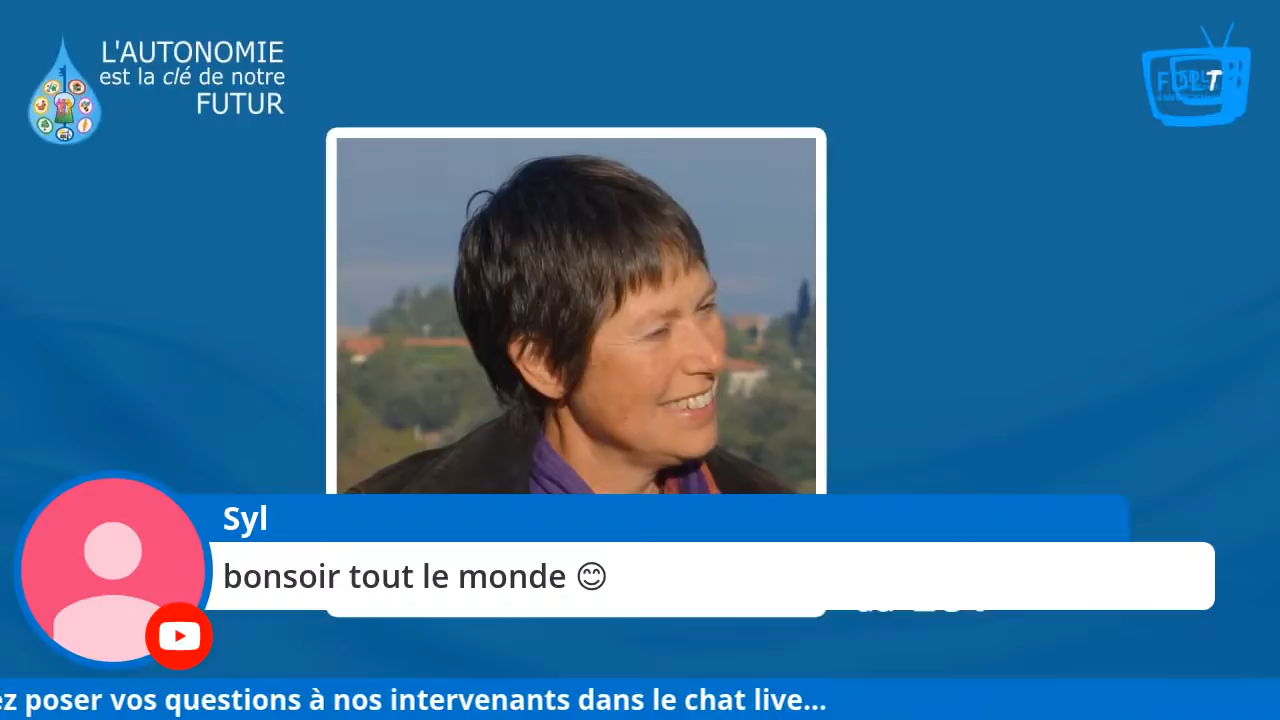 L'AUTONOMIE
est la clé de notre
FUTUR
Syl
bonsoir tout le monde 😊
ez poser vos questions à nos intervenants dans le chat live...